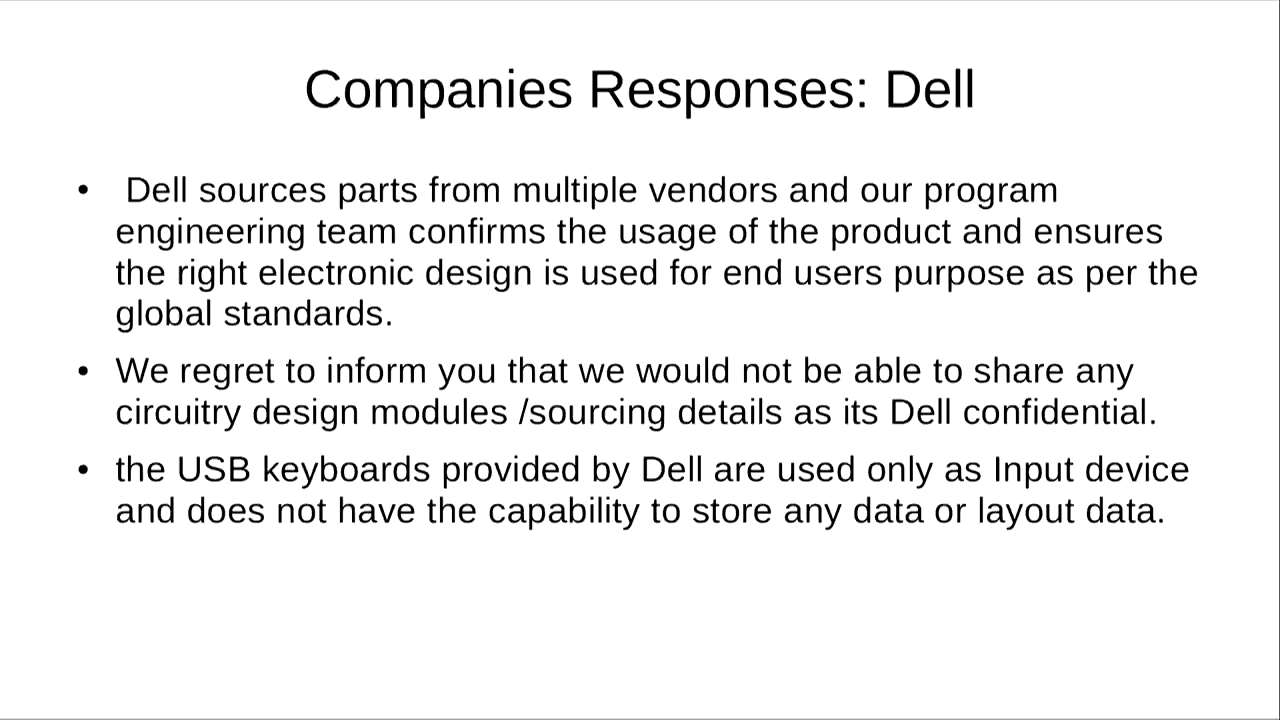 Companies Responses: Dell
• Dell sources parts from multiple vendors and our program
engineering team confirms the usage of the product and ensures
the right electronic design is used for end users purpose as per the
global standards.
• We regret to inform you that we would not be able to share any
circuitry design modules /sourcing details as its Dell confidential.
• the USB keyboards provided by Dell are used only as Input device
and does not have the capability to store any data or layout data.